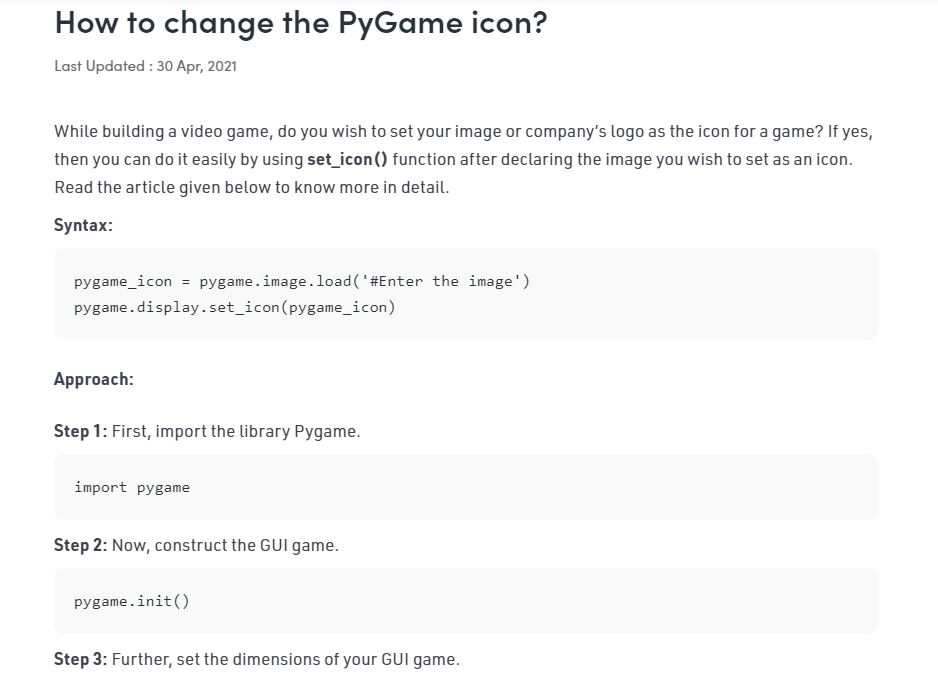 How to change the PyGame icon?
Last Updated : 30 Apr, 2021
While building a video game, do you wish to set your image or company's logo as the icon for a game? If yes,
then you can do it easily by using set_icon() function after declaring the image you wish to set as an icon.
Read the article given below to know more in detail.
Syntax:
pygame_icon = pygame.image.load('#Enter the image')
pygame.display.set_icon(pygame_icon)
Approach:
Step 1: First, import the library Pygame.
import pygame
Step 2: Now, construct the GUI game.
pygame.init()
Step 3: Further, set the dimensions of your GUI game.